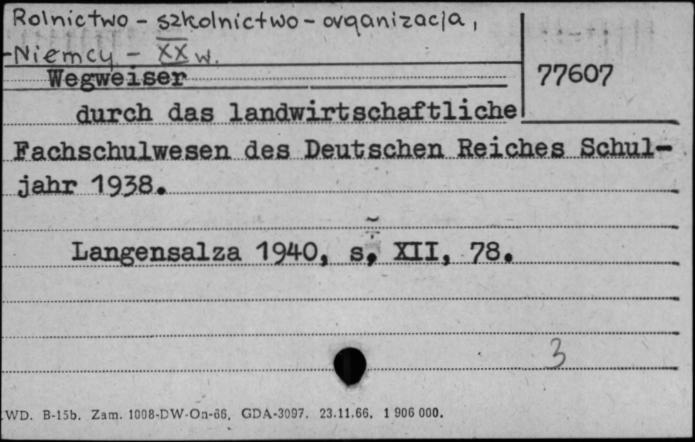 Rolnictwo - szkolnictwo - organizacja,
- Niemcy - XX w.
Wegweiser
77607
durch das landwirtschaftliche
Fachschulwesen des Deutschen Reiches Schul-
jahr 1938.
Langensalza 1940, s, XII, 78.
3
WD. B-15b. Zam. 1008-DW-On-66. GDA-3097. 23.11.66. 1 906 000.